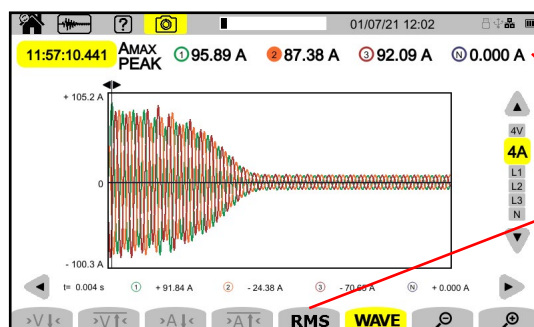 ? 01/07/21 12:02
11:57:10.441 AMAX PEAK 1 95.89 A 2 87.38 A 3 92.09 A N 0.000 A
+ 105.2 A
0
- 100.3 A
4V
4A
L1
L2
L3
N
t= 0.004 s 1 + 91.84 A 2 - 24.38 A 3 N + 0.000 A
>V↓< >V↑< >A↓< >A↑< RMS WAVE